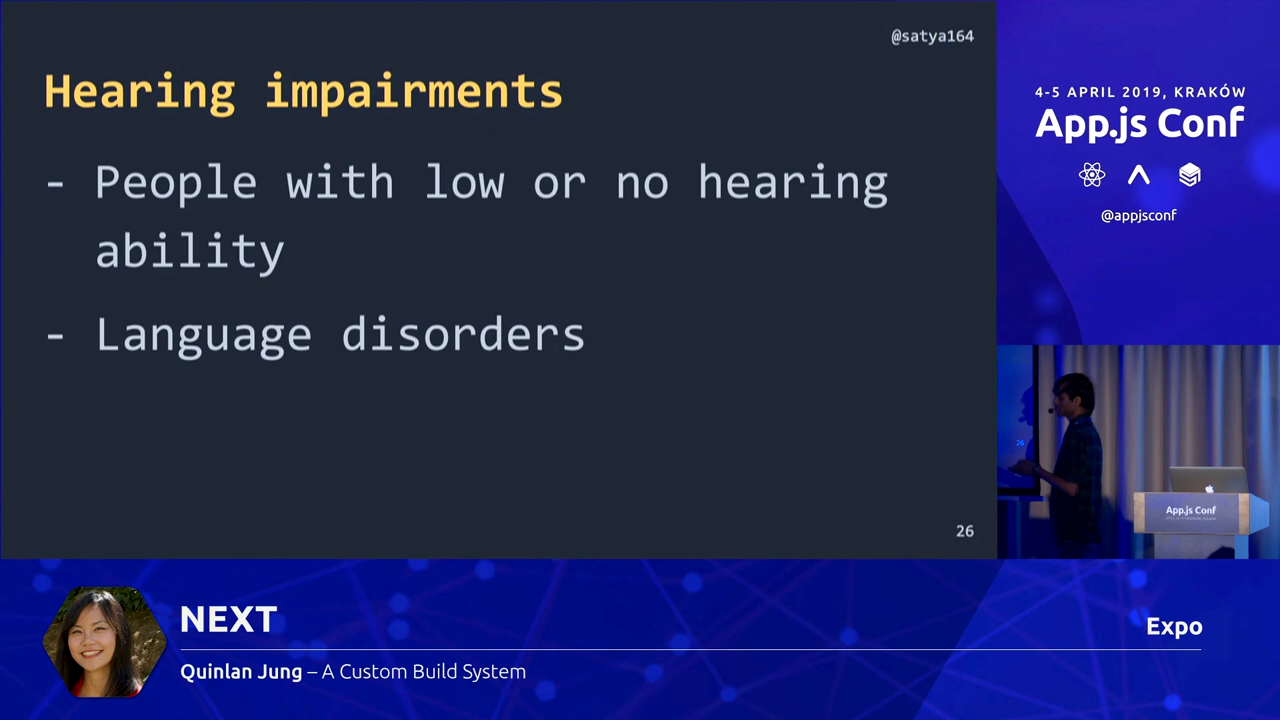 @satya164
Hearing impairments
- People with low or no hearing
ability
- Language disorders
26
4-5 APRIL 2019, KRAKÓW
App.js Conf
@appjsconf
26
App.js Conf
NEXT
Quinlan Jung – A Custom Build System
Expo